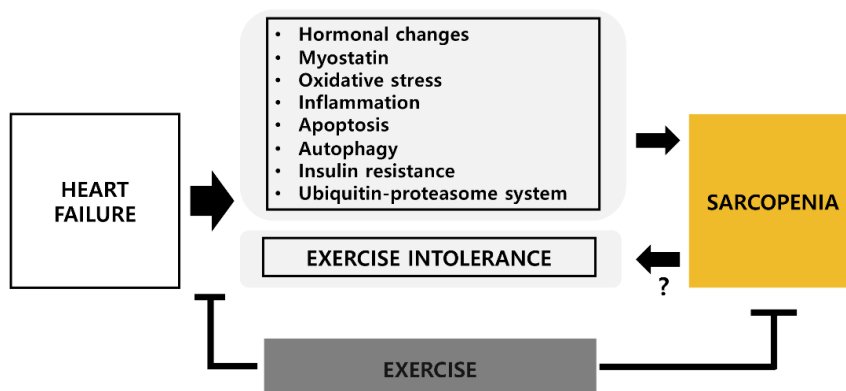 • Hormonal changes
• Myostatin
• Oxidative stress
• Inflammation
• Apoptosis
• Autophagy
• Insulin resistance
• Ubiquitin-proteasome system
HEART
FAILURE
SARCOPENIA
EXERCISE INTOLERANCE
?
EXERCISE